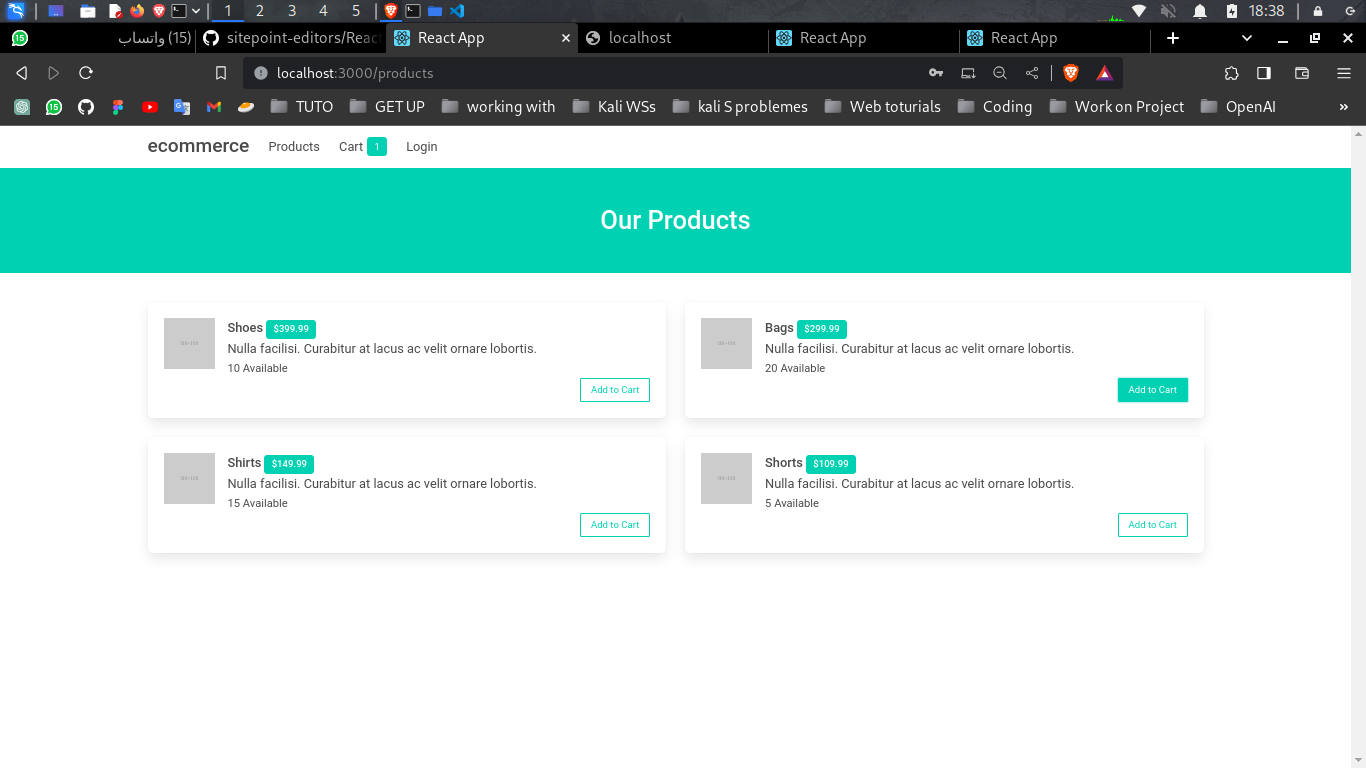 1 2 3 4 5 18:38
15 (15) واتساب sitepoint-editors/Reac React App localhost React App React App
localhost:3000/products
15 TUTO GET UP working with Kali WSs kali S problemes Web toturials Coding Work on Project OpenAI »
ecommerce Products Cart 1 Login
Our Products
Shoes $399.99
Nulla facilisi. Curabitur at lacus ac velit ornare lobortis.
10 Available
Add to Cart
Bags $299.99
Nulla facilisi. Curabitur at lacus ac velit ornare lobortis.
20 Available
Add to Cart
Shirts $149.99
Nulla facilisi. Curabitur at lacus ac velit ornare lobortis.
15 Available
Add to Cart
Shorts $109.99
Nulla facilisi. Curabitur at lacus ac velit ornare lobortis.
5 Available
Add to Cart